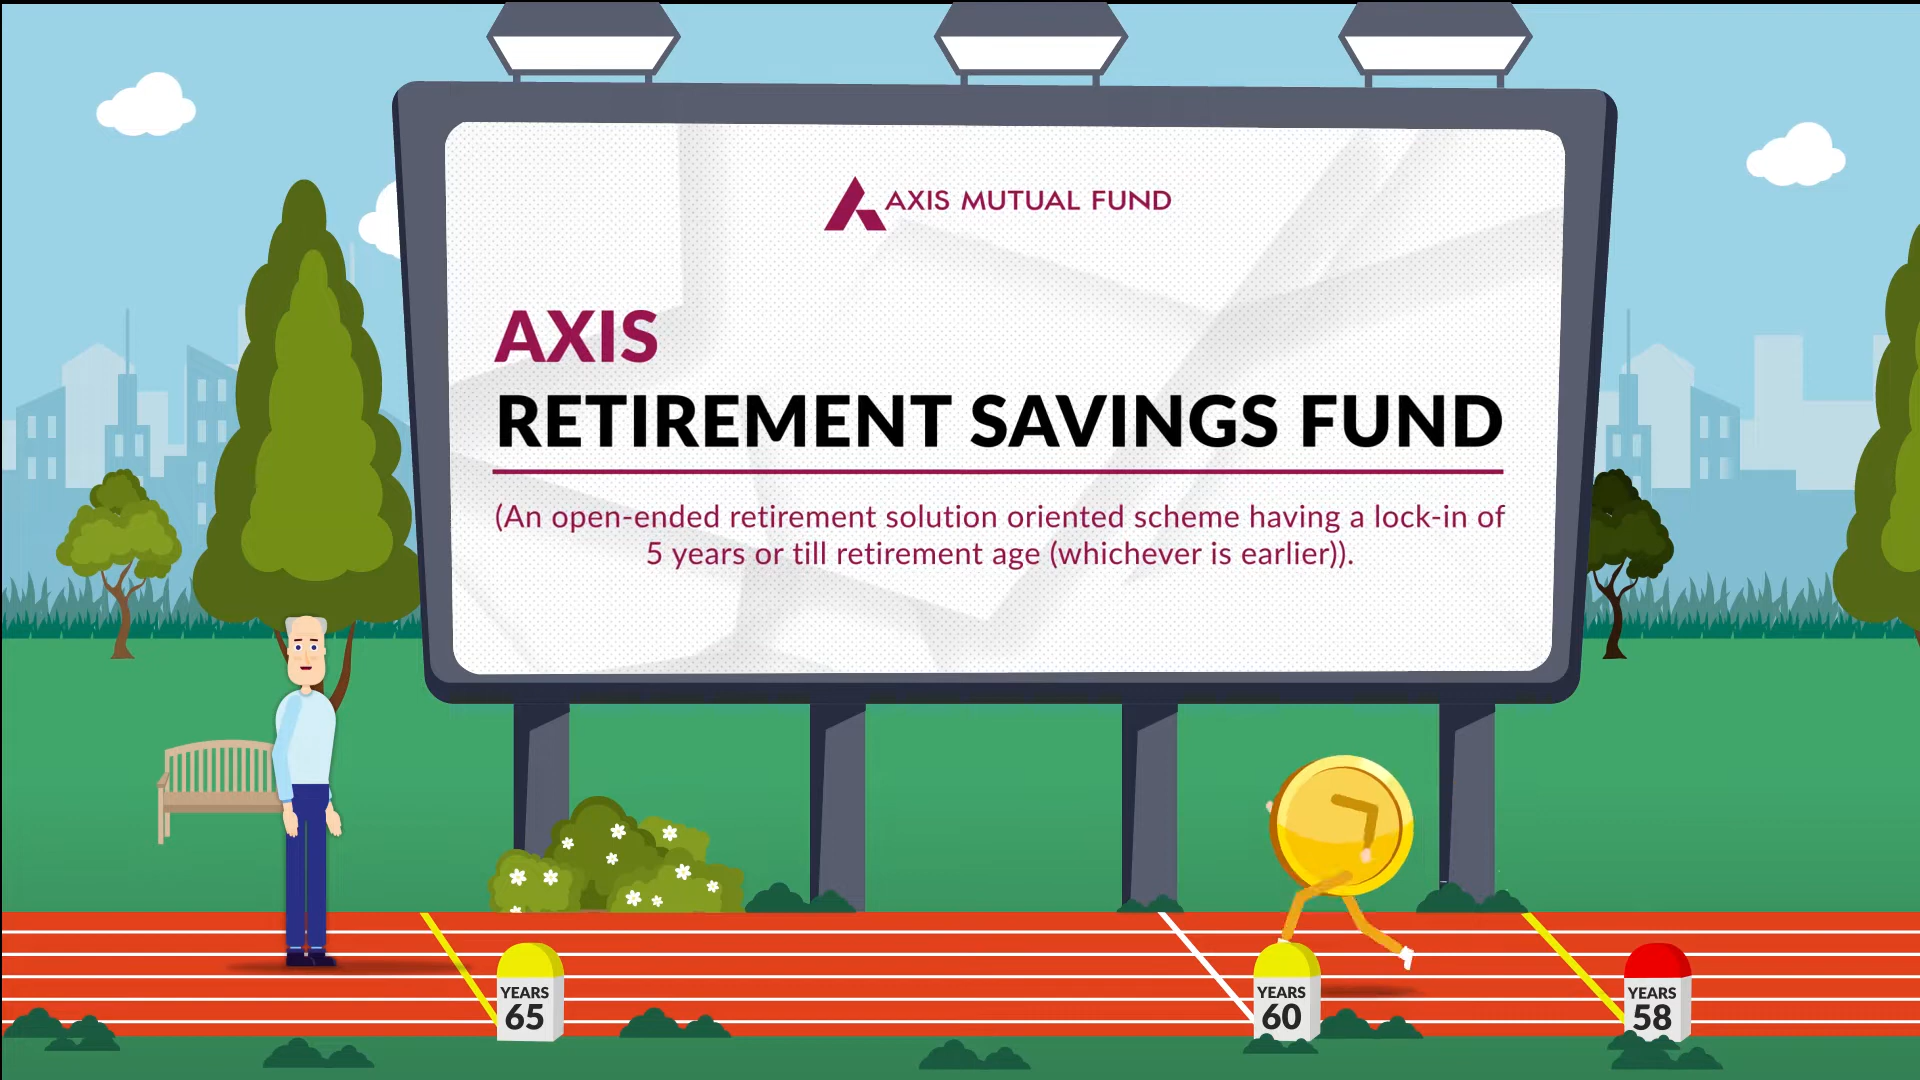 AXIS MUTUAL FUND
AXIS
RETIREMENT SAVINGS FUND
(An open-ended retirement solution oriented scheme having a lock-in of
5 years or till retirement age (whichever is earlier)).
YEARS
65
YEARS
60
YEARS
58